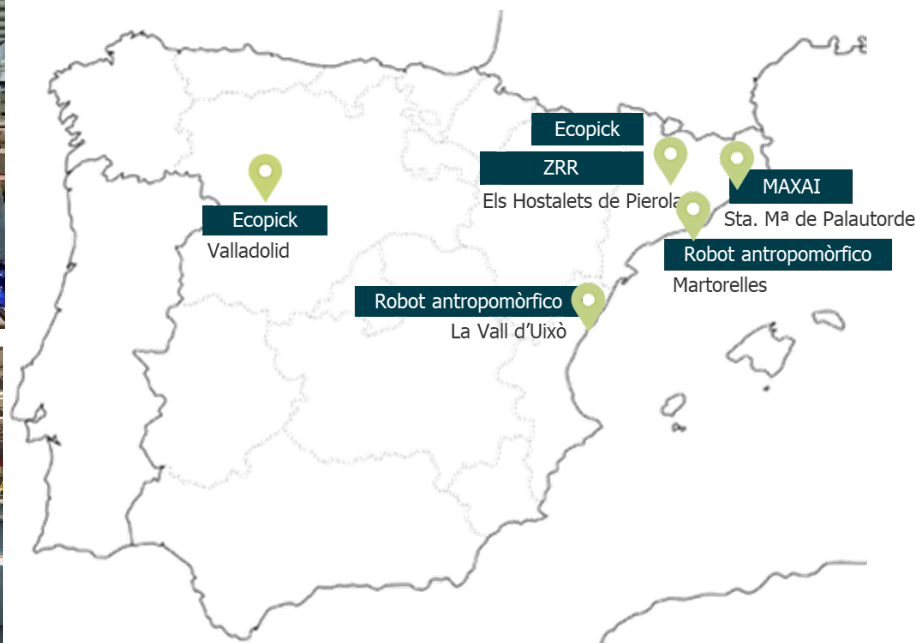 Ecopick
ZRR
Els Hostalets de Pierola
MAXAI
Sta. Mª de Palautorde
Ecopick
Valladolid
Robot antropomòrfico
Martorelles
Robot antropomòrfico
La Vall d'Uixò